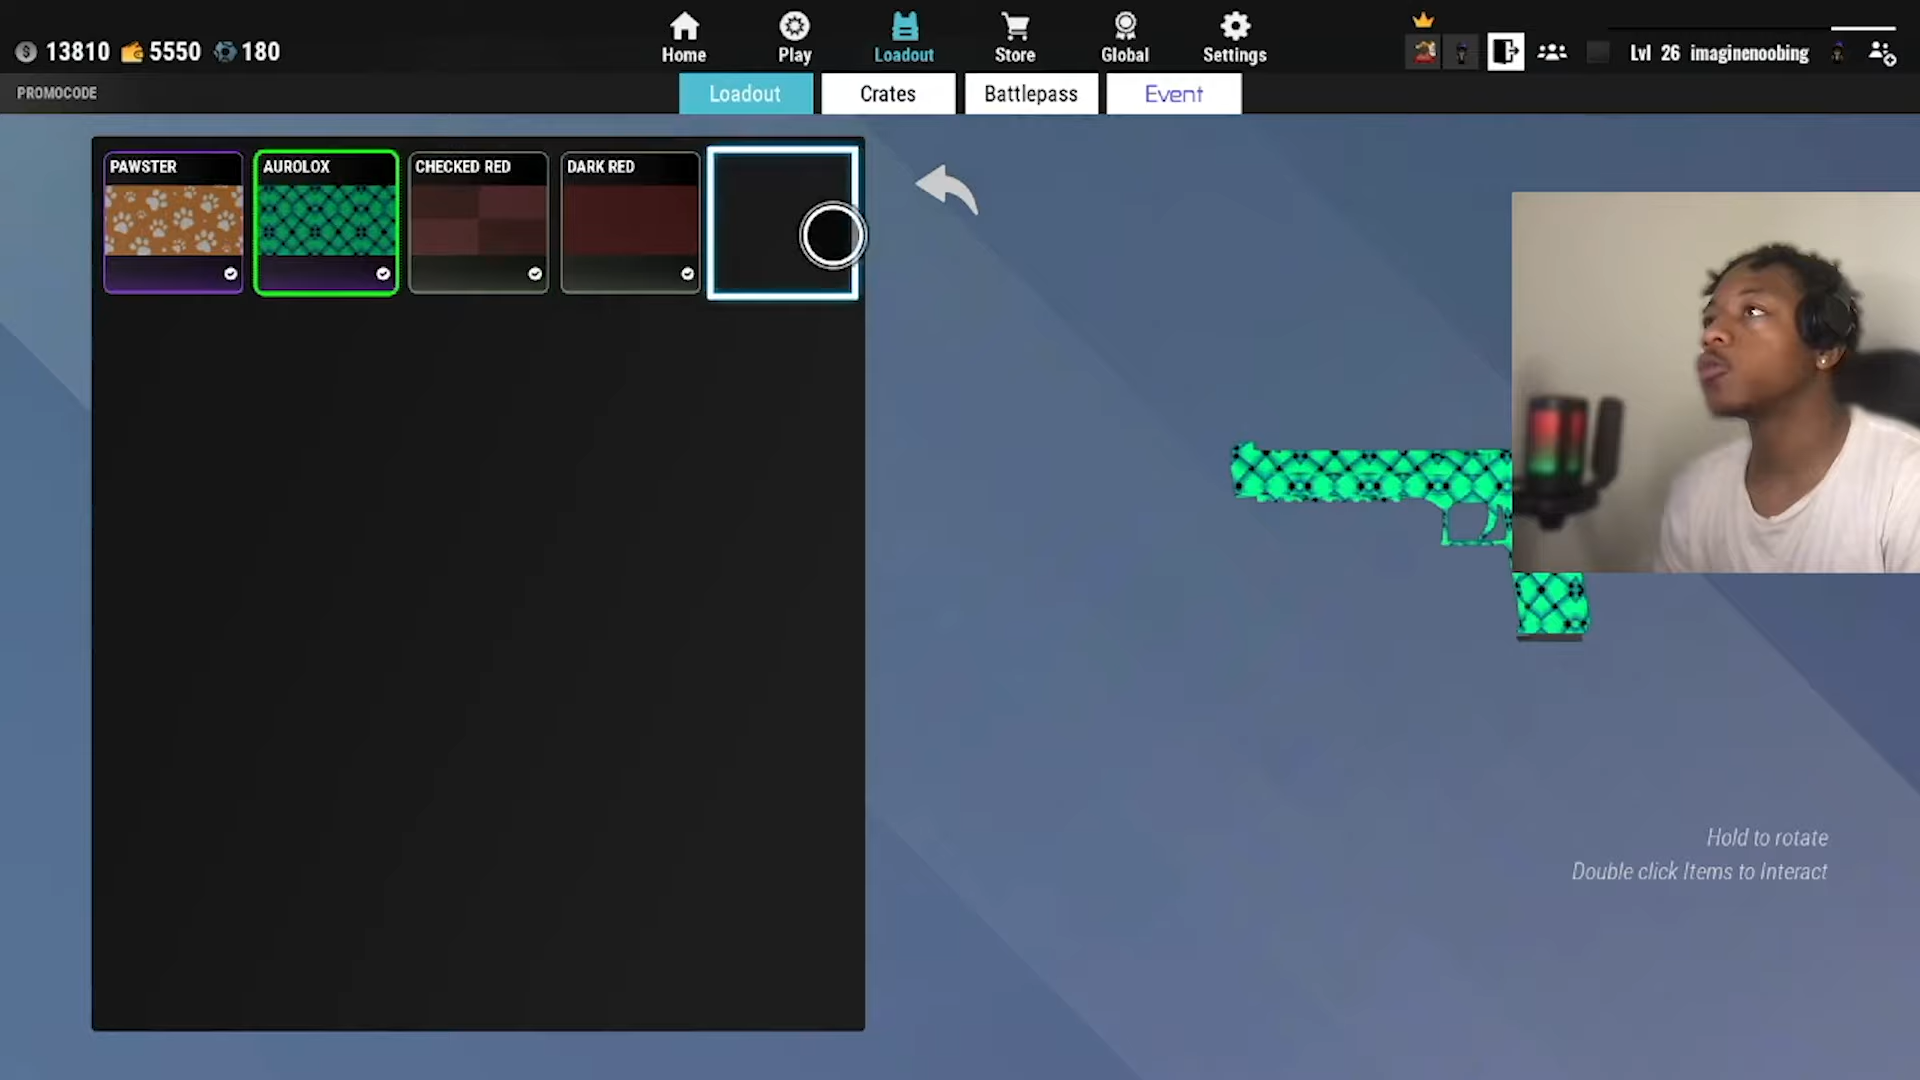 13810 5550 180
Home Play Loadout Store Global Settings
Lvl 26 imaginenoobing
PROMOCODE
Loadout Crates Battlepass Event
PAWSTER AUROLOX CHECKED RED DARK RED
Hold to rotate
Double click Items to Interact